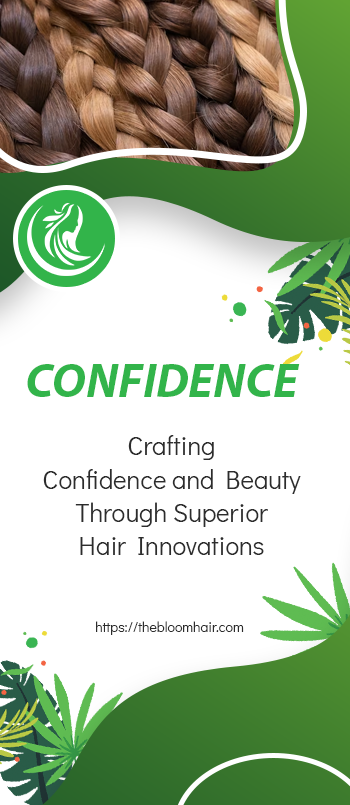 CONFIDENCE
Crafting
Confidence and Beauty
Through Superior
Hair Innovations
https://thebloomhair.com